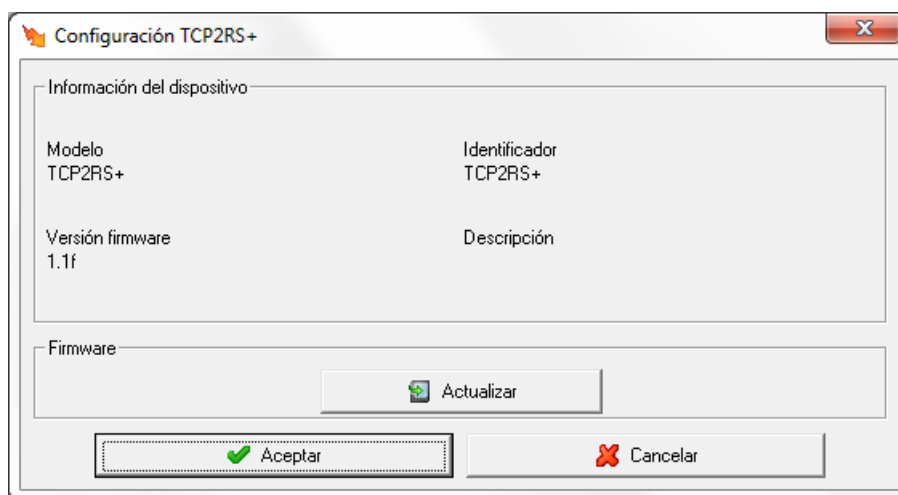 Configuración TCP2RS+
Información del dispositivo
Modelo
TCP2RS+
Identificador
TCP2RS+
Versión firmware
1.1f
Descripción
Firmware
Actualizar
Aceptar
Cancelar